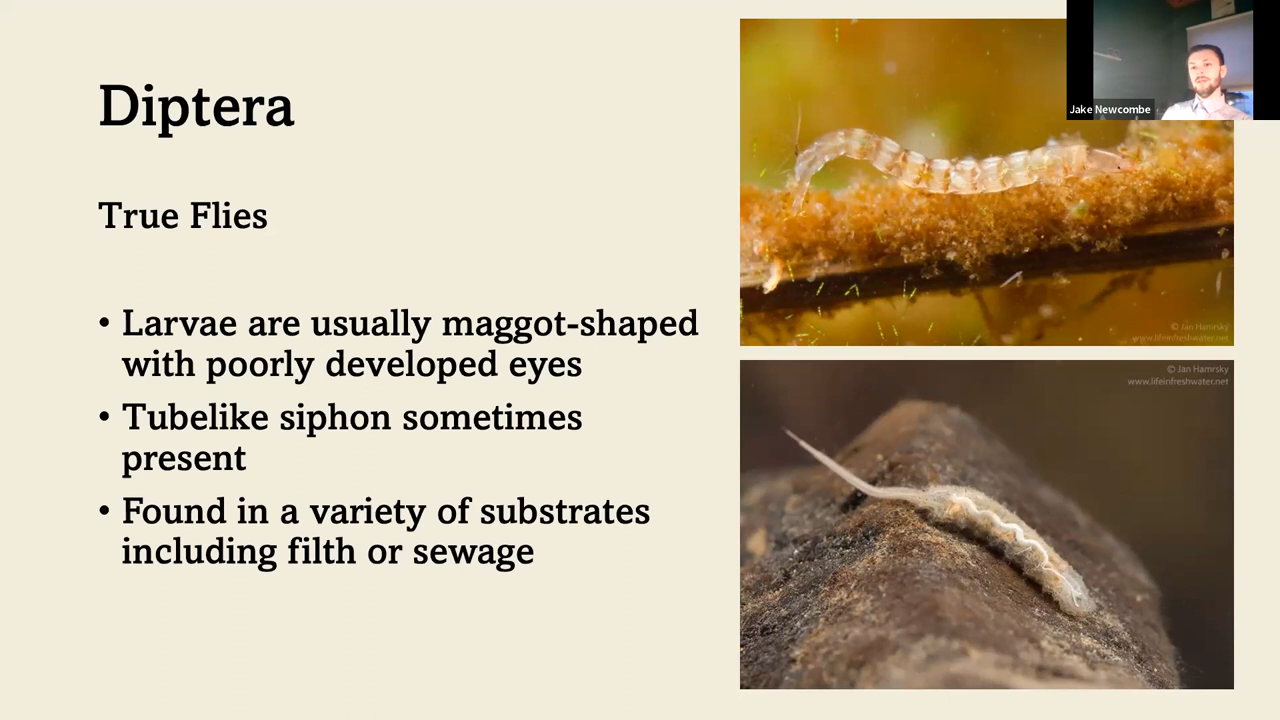 Diptera
True Flies
• Larvae are usually maggot-shaped
with poorly developed eyes
• Tubelike siphon sometimes
present
• Found in a variety of substrates
including filth or sewage
Jake Newcombe
© Jan Hamrsky
www.lifeinfreshwater.net
© Jan Hamrsky
www.lifeinfreshwater.net